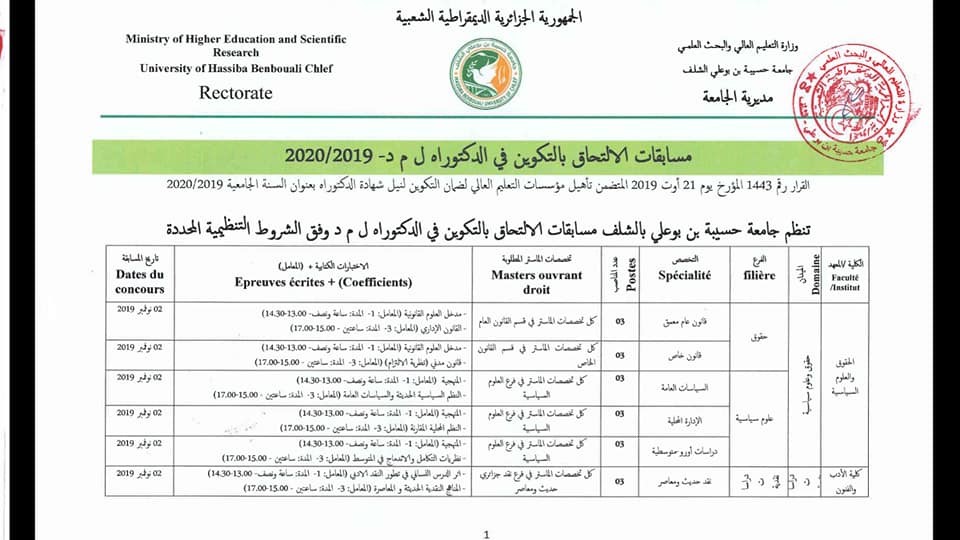 الجمهورية الجزائرية الديمقراطية الشعبية
Ministry of Higher Education and Scientific
Research
University of Hassiba Benbouali Chlef
Rectorate
وزارة التعليم العالي والبحث العلمي
جامعة حسيبة بن بوعلي الشلف
مديرية الجامعة
مسابقات الالتحاق بالتكوين في الدكتوراه ل م د- 2020/2019
القرار رقم 1443 المؤرخ يوم 21 أوت 2019 المتضمن تأهيل مؤسسات التعليم العالي لضمان التكوين لنيل شهادة الدكتوراه بعنوان السنة الجامعية 2020/2019
تنظم جامعة حسيبة بن بوعلي بالشلف مسابقات الالتحاق بالتكوين في الدكتوراه ل م د وفق الشروط التنظيمية المحددة
الكلية /المعهد
Faculté
/Institut
الميدان
Domaine
الفرع
filière
التخصص
Spécialité
عدد المناصب
Postes
تخصصات الماستر المطلوبة
Masters ouvrant
droit
الاختبارات الكتابية + (المعامل)
Epreuves écrites + (Coefficients)
تاريخ المسابقة
Dates du
concours
الحقوق
والعلوم
السياسية
حقوق وعلوم سياسية
حقوق
قانون عام معمق
03
كل تخصصات الماستر في قسم القانون العام
- مدخل العلوم القانونية (المعامل: 1- المدة: ساعة ونصف- 13.00-14.30)
- القانون الإداري (المعامل: 3- المدة: ساعتين - 15.00-17.00)
02 نوفمبر 2019
قانون خاص
03
كل تخصصات الماستر في قسم القانون
الخاص
- مدخل العلوم القانونية (المعامل: 1- المدة: ساعة ونصف- 13.00-14.30)
- قانون مدني (نظرية الالتزام) (المعامل: 3- المدة: ساعتين - 15.00-17.00)
02 نوفمبر 2019
علوم سياسية
السياسات العامة
03
كل تخصصات الماستر في فرع العلوم
السياسية
- المنهجية (المعامل: 1- المدة: ساعة ونصف- 13.00-14.30)
- النظم السياسية الحديثة والسياسات العامة (المعامل: 3- المدة: ساعتين - 15.00-17.00)
02 نوفمبر 2019
الإدارة المحلية
03
كل تخصصات الماستر في فرع العلوم
السياسية
- المنهجية (المعامل: 1- المدة: ساعة ونصف- 13.00-14.30)
- النظم المحلية المقارنة (المعامل: 3- المدة: ساعتين - 15.00-17.00)
02 نوفمبر 2019
دراسات أورو متوسطية
03
كل تخصصات الماستر في فرع العلوم
السياسية
- المنهجية (المعامل: 1- المدة: ساعة ونصف- 13.00-14.30)
- نظريات التكامل والاندماج في المتوسط (المعامل: 3- المدة: ساعتين - 15.00-17.00)
02 نوفمبر 2019
كلية الأدب
والفنون
نقد حديث ومعاصر
03
كل تخصصات الماستر في فرع نقد جزائري
حديث ومعاصر
- اثر الدرس اللساني في تطور النقد الادبي (المعامل: 1- المدة: ساعة ونصف- 13.00-14.30)
- المناهج النقدية الحديثة و المعاصرة (المعامل: 3- المدة: ساعتين - 15.00-17.00)
02 نوفمبر 2019
1